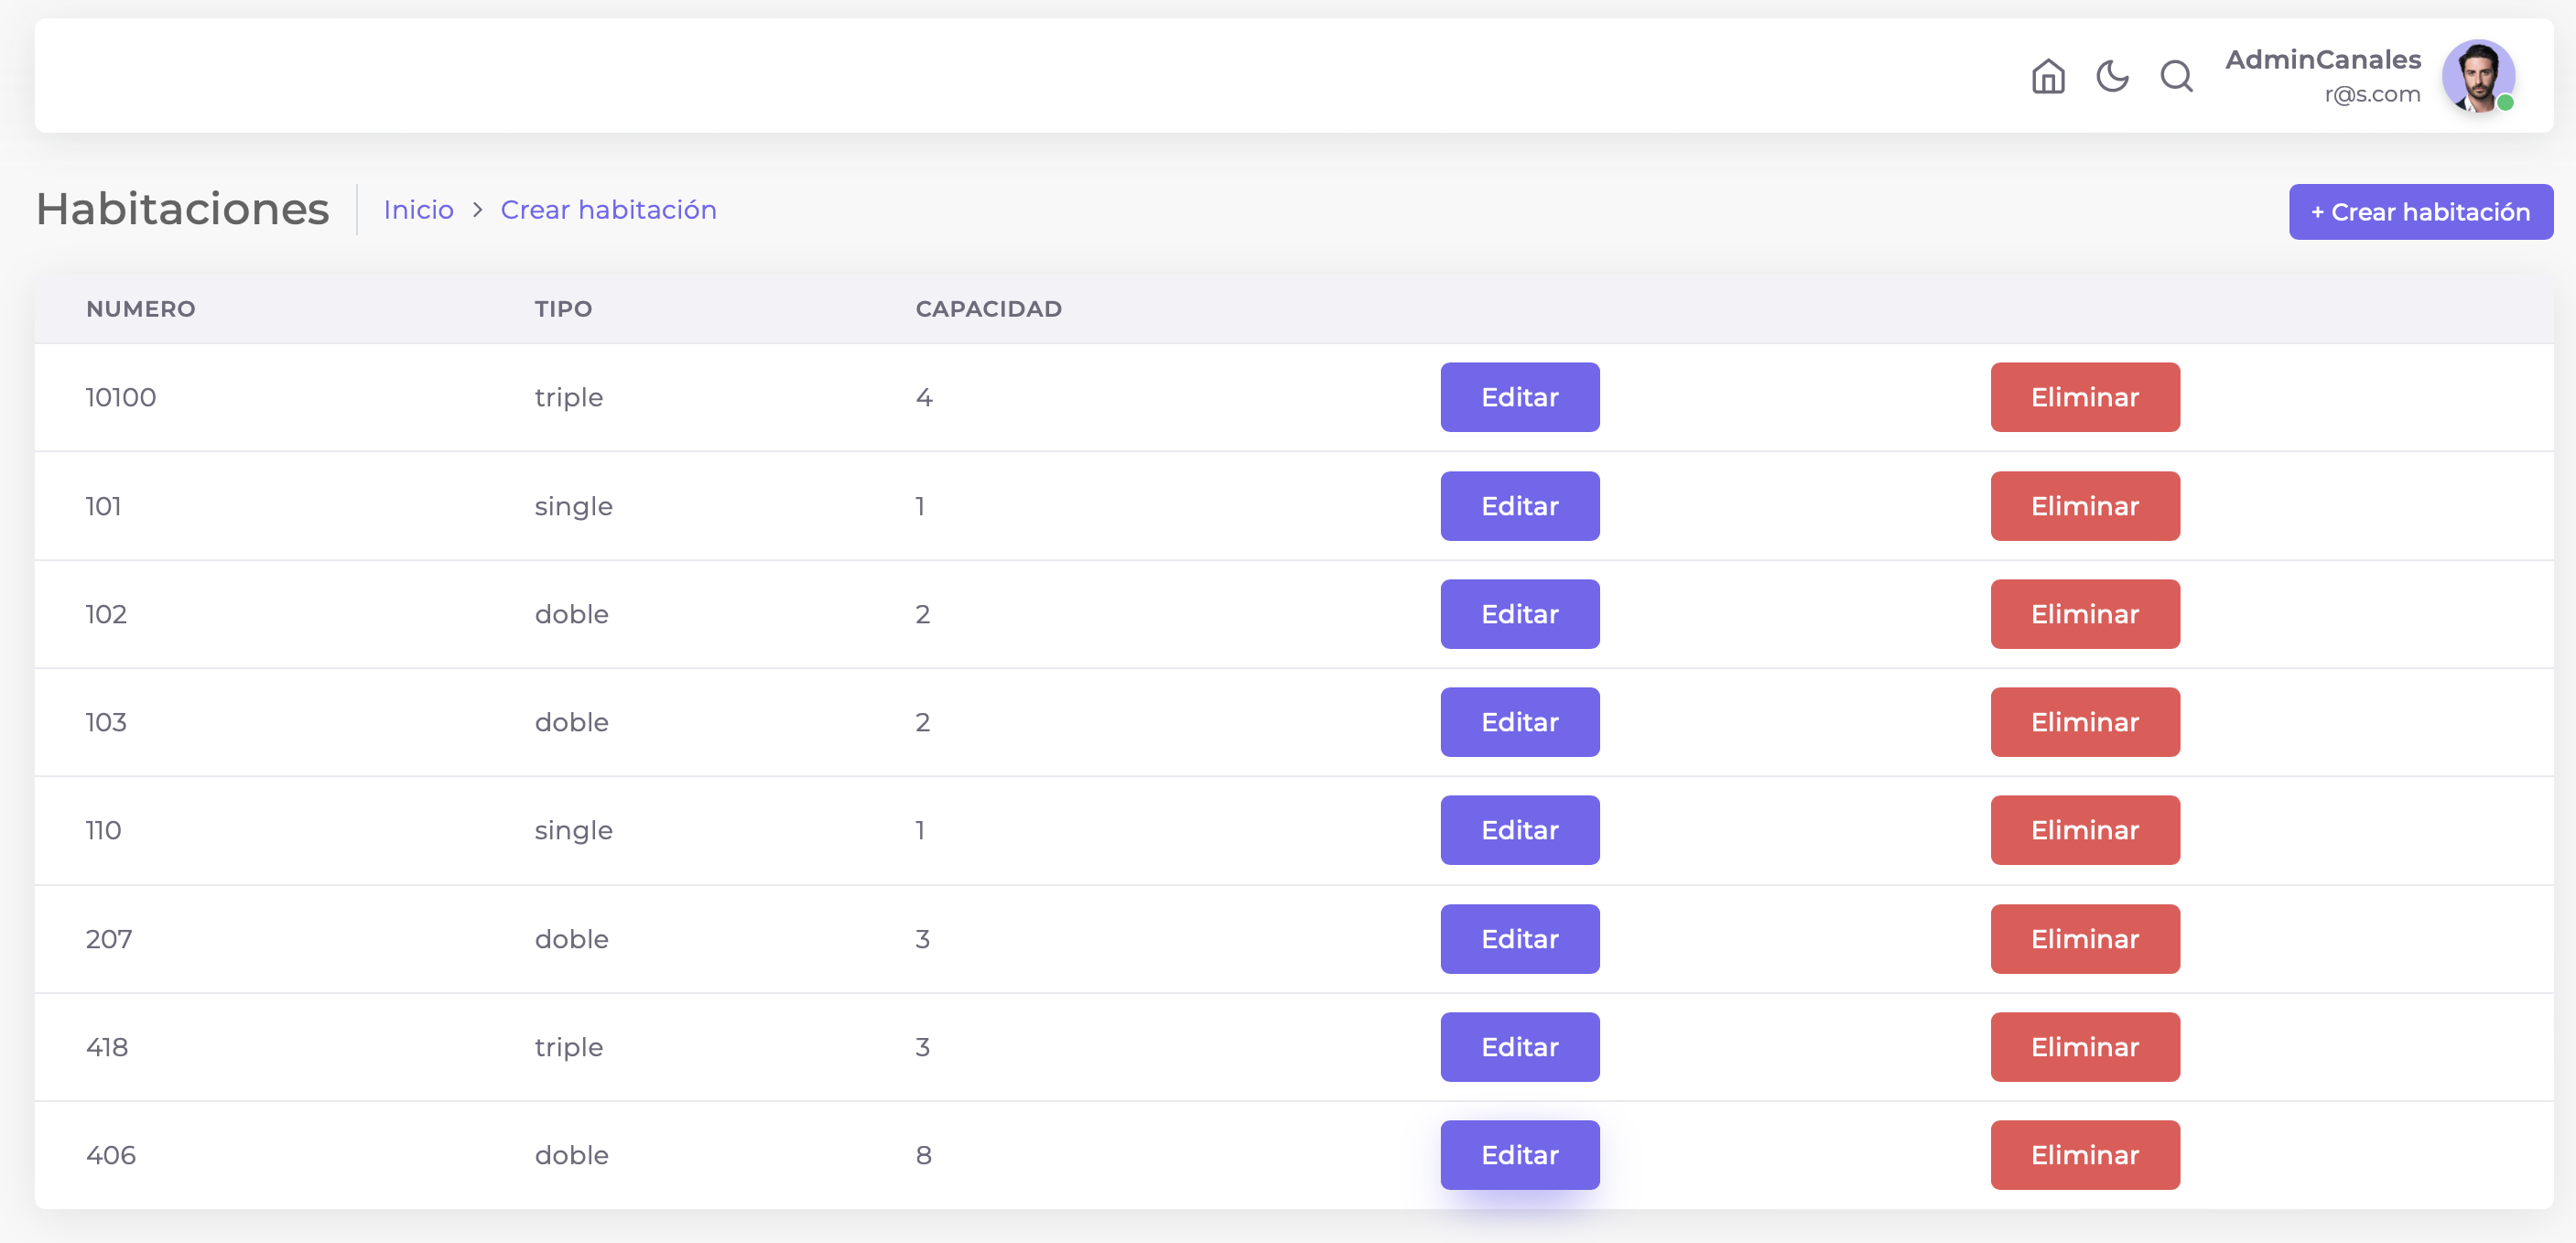 AdminCanales
r@s.com
Habitaciones
Inicio > Crear habitación
+ Crear habitación
NUMERO TIPO CAPACIDAD
10100 triple 4 Editar Eliminar
101 single 1 Editar Eliminar
102 doble 2 Editar Eliminar
103 doble 2 Editar Eliminar
110 single 1 Editar Eliminar
207 doble 3 Editar Eliminar
418 triple 3 Editar Eliminar
406 doble 8 Editar Eliminar